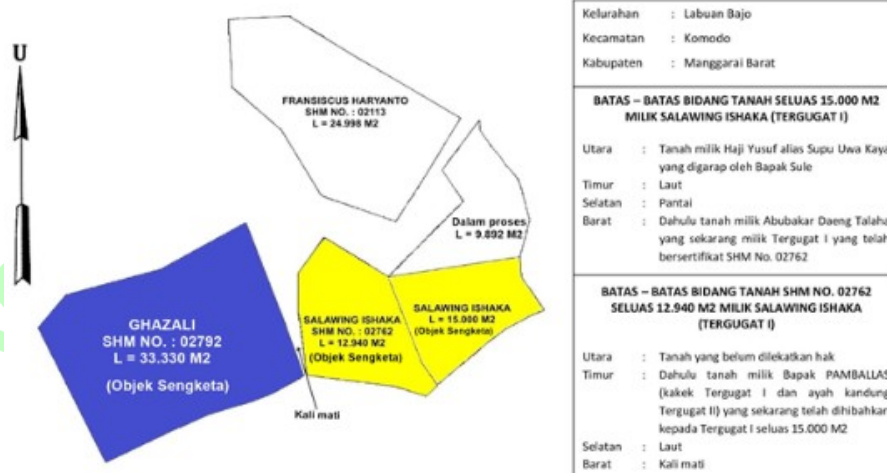 U
FRANSISCUS HARYANTO
SHM NO. : 02113
L = 24.998 M2
Dalam proses
L = 9.892 M2
GHAZALI
SHM NO. : 02792
L = 33.330 M2
(Objek Sengketa)
SALAWING ISHAKA
SHM NO. : 02762
L = 12.940 M2
(Objek Sengketa)
SALAWING ISHAKA
L = 15.000 M2
(Objek Sengketa)
Kali mati
Kelurahan : Labuan Bajo
Kecamatan : Komodo
Kabupaten : Manggarai Barat
BATAS – BATAS BIDANG TANAH SELUAS 15.000 M2
MILIK SALAWING ISHAKA (TERGUGAT I)
Utara : Tanah milik Haji Yusuf alias Supu Uwa Kaya
yang digarap oleh Bapak Sule
Timur : Laut
Selatan : Pantai
Barat : Dahulu tanah milik Abubakar Daeng Talaha
yang sekarang milik Tergugat I yang telah
bersertifikat SHM No. 02762
BATAS – BATAS BIDANG TANAH SHM NO. 02762
SELUAS 12.940 M2 MILIK SALAWING ISHAKA
(TERGUGAT I)
Utara : Tanah yang belum dilekatkan hak
Timur : Dahulu tanah milik Bapak PAMBALLAS
(kakek Tergugat I dan ayah kandung
Tergugat II) yang sekarang telah dihibahkan
kepada Tergugat I seluas 15.000 M2
Selatan : Laut
Barat : Kali mati